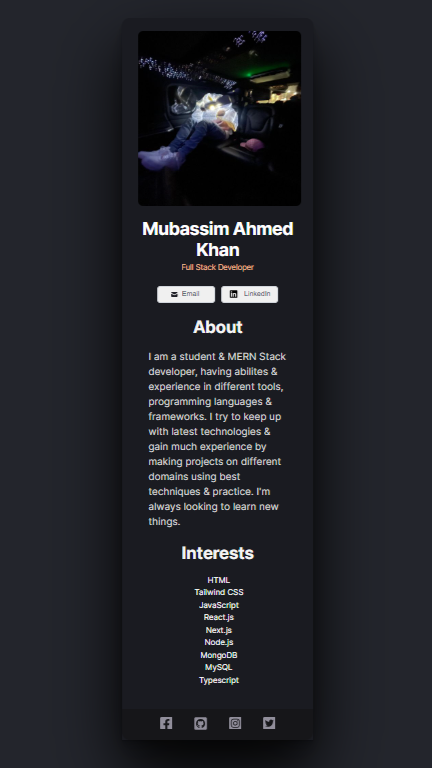 Mubassim Ahmed
Khan
Full Stack Developer
Email
LinkedIn
About
I am a student & MERN Stack
developer, having abilites &
experience in different tools,
programming languages &
frameworks. I try to keep up
with latest technologies &
gain much experience by
making projects on different
domains using best
techniques & practice. I'm
always looking to learn new
things.
Interests
HTML
Tailwind CSS
JavaScript
React.js
Next.js
Node.js
MongoDB
MySQL
Typescript